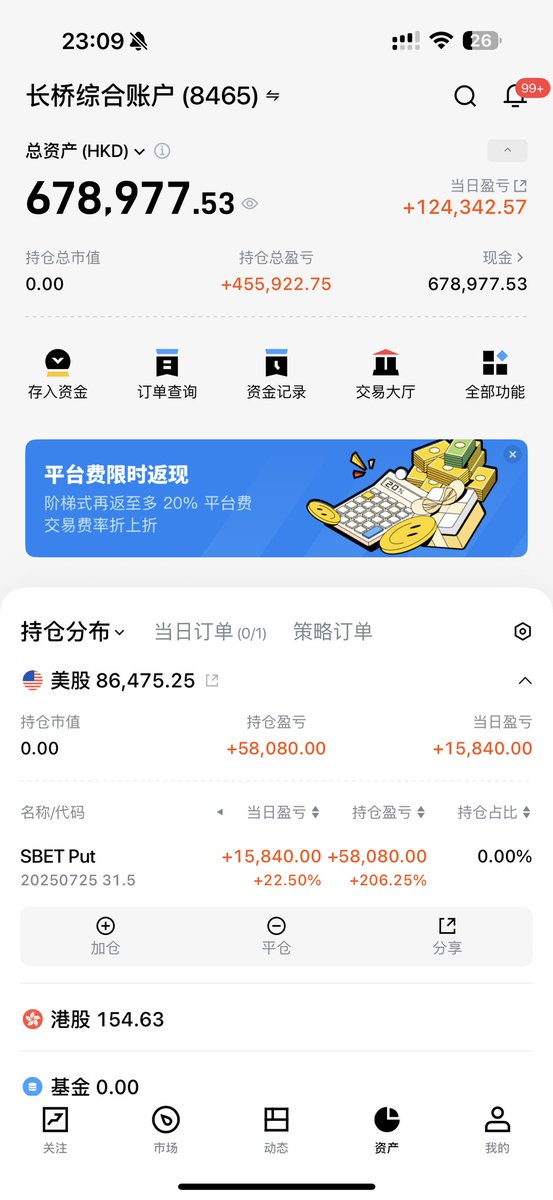 23:09
26
长桥综合账户 (8465)
99+
总资产 (HKD)
当日盈亏
678,977.53
+124,342.57
持仓总市值 持仓总盈亏 现金
0.00 +455,922.75 678,977.53
存入资金 订单查询 资金记录 交易大厅 全部功能
平台费限时返现
阶梯式再返至多 20% 平台费
交易费率折上折
20%
持仓分布 当日订单 (0/1) 策略订单
美股 86,475.25
持仓市值 持仓盈亏 当日盈亏
0.00 +58,080.00 +15,840.00
名称/代码 当日盈亏 持仓盈亏 持仓占比
SBET Put +15,840.00 +58,080.00 0.00%
20250725 31.5 +22.50% +206.25%
加仓 平仓 分享
港股 154.63
基金 0.00
关注 市场 动态 资产 我的